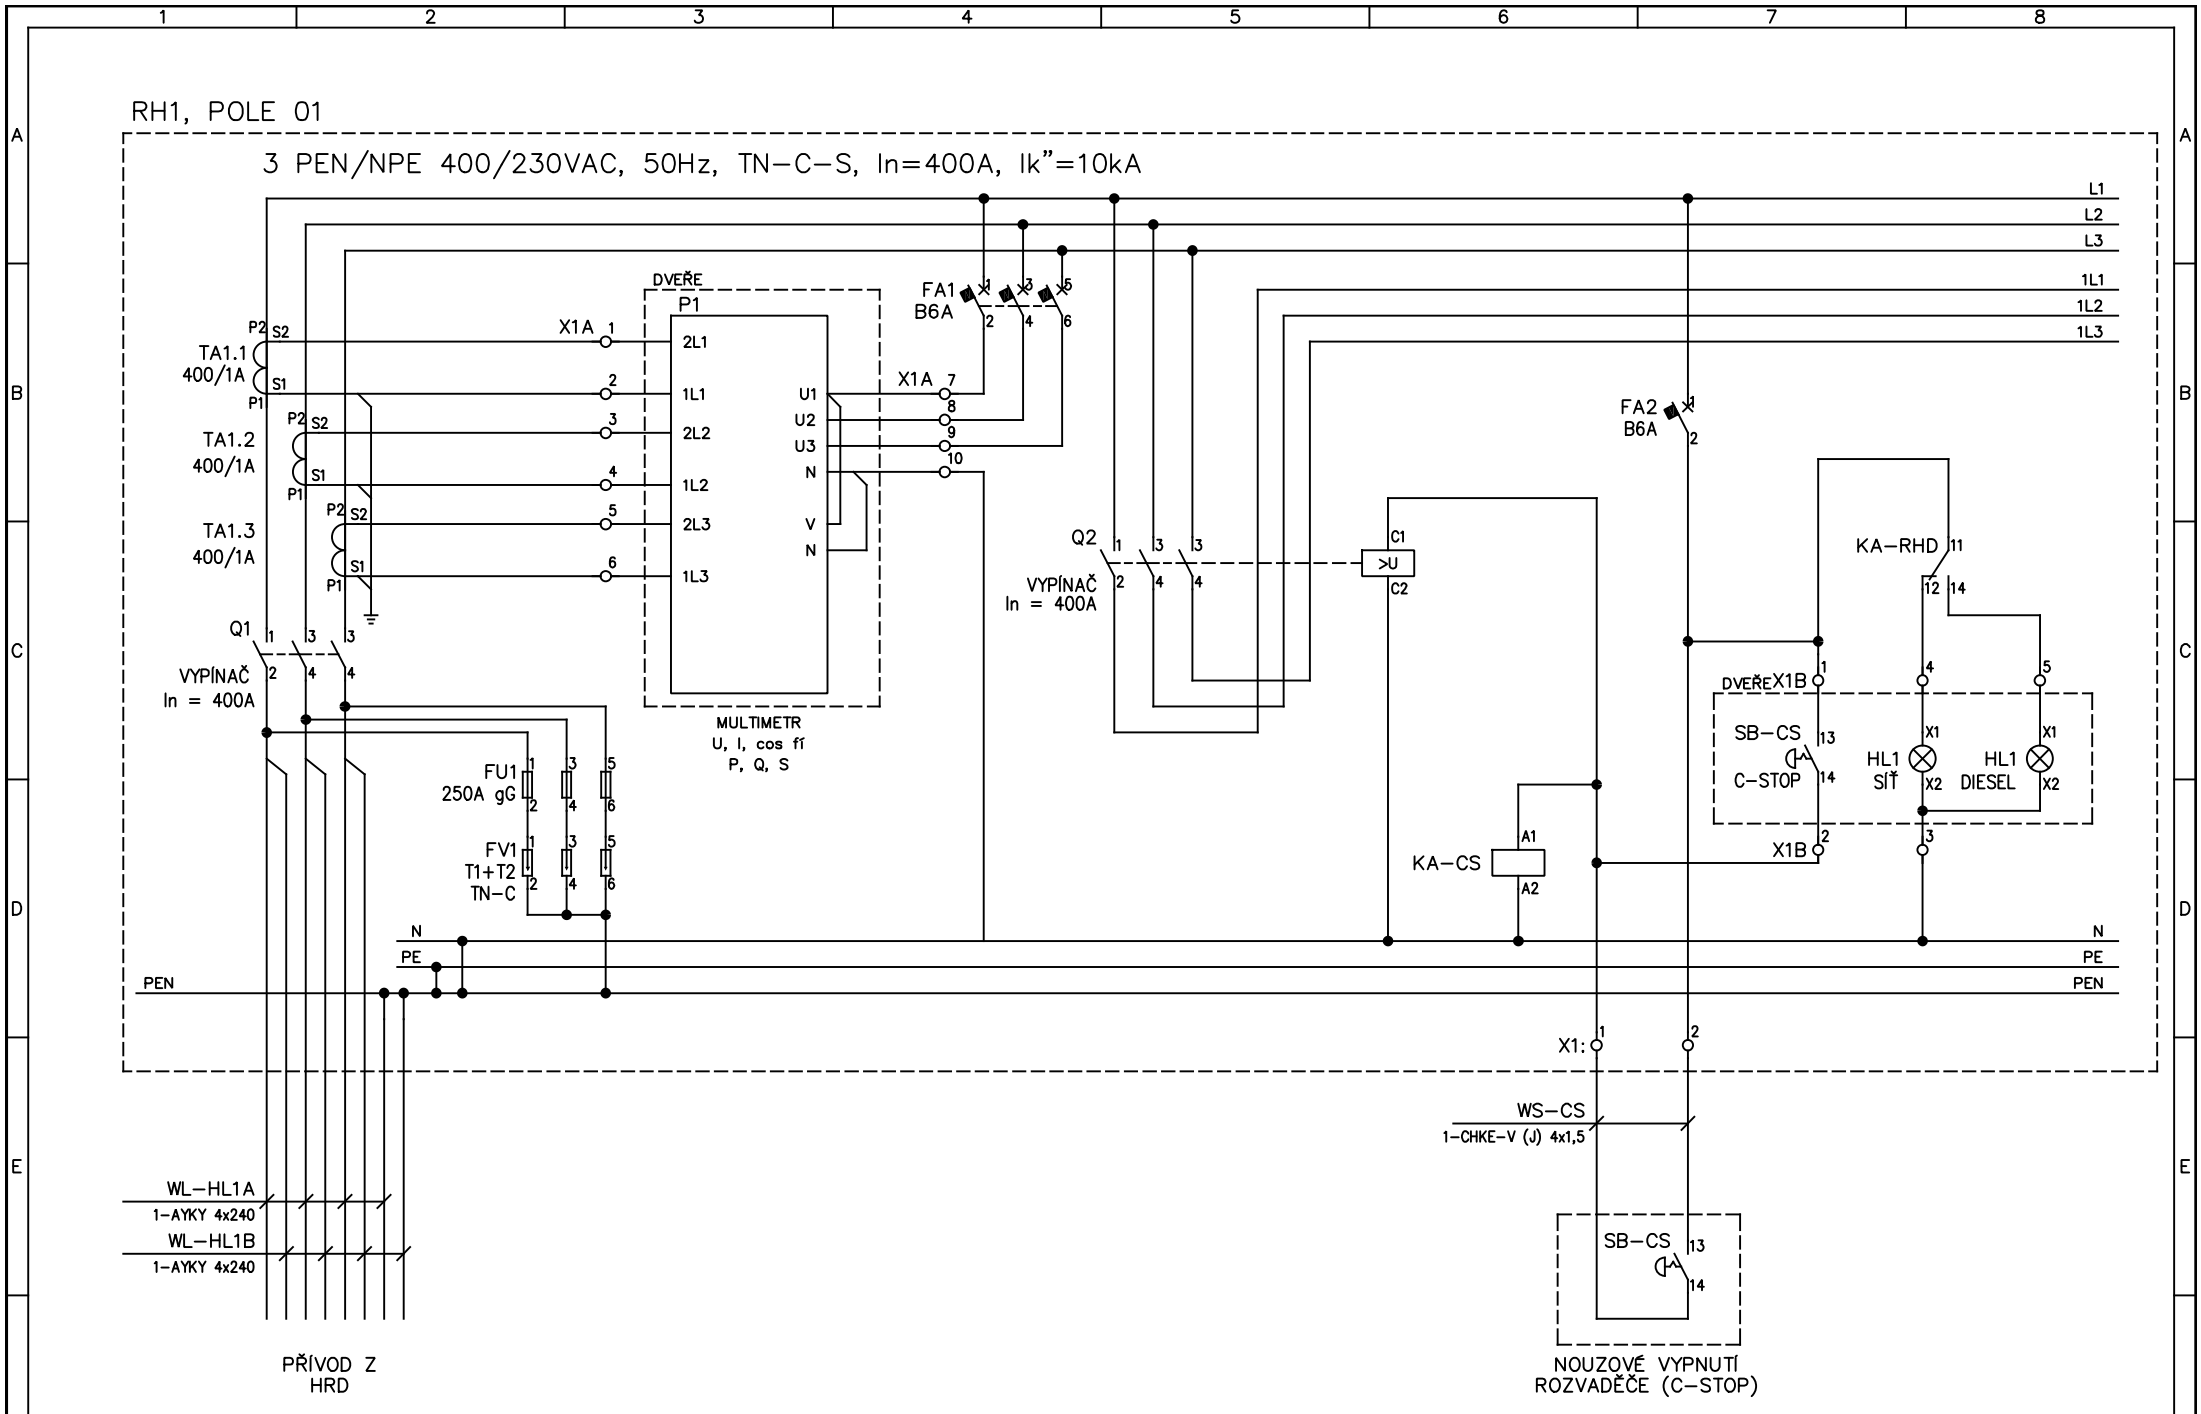 1 2 3 4 5 6 7 8
A A
RH1, POLE 01
3 PEN/NPE 400/230VAC, 50Hz, TN-C-S, In=400A, Ik"=10kA
L1
L2
L3
DVEŘE
P1
FA1
B6A
1 3 5
2 4 6
1L1
1L2
1L3
B B
P2 S2
TA1.1
400/1A
S1
P1
X1A 1
2L1
2
1L1
3
2L2
4
1L2
5
2L3
6
1L3
P2 S2
TA1.2
400/1A
S1
P1
P2 S2
TA1.3
400/1A
S1
P1
U1
U2
U3
N
V
N
X1A 7
8
9
10
FA2
B6A
1
2
C C
Q1
1 3 3
2 4 4
VYPÍNAČ
In = 400A
MULTIMETR
U, I, cos fí
P, Q, S
Q2
1 3 3
2 4 4
VYPÍNAČ
In = 400A
C1
>U
C2
KA-RHD 11
12 14
DVEŘE X1B 1
4
5
SB-CS 13
C-STOP 14
X1
HL1
SÍŤ X2
X1
HL1
DIESEL X2
X1B 2
3
FU1
250A gG
1 3 5
2 4 6
FV1
T1+T2
TN-C
1 3 5
2 4 6
A1
KA-CS
A2
D D
N N
PE PE
PEN PEN
X1: 1 2
WS-CS
1-CHKE-V (J) 4x1,5
E E
WL-HL1A
1-AYKY 4x240
WL-HL1B
1-AYKY 4x240
SB-CS 13
14
PŘÍVOD Z
HRD
NOUZOVÉ VYPNUTÍ
ROZVADĚČE (C-STOP)